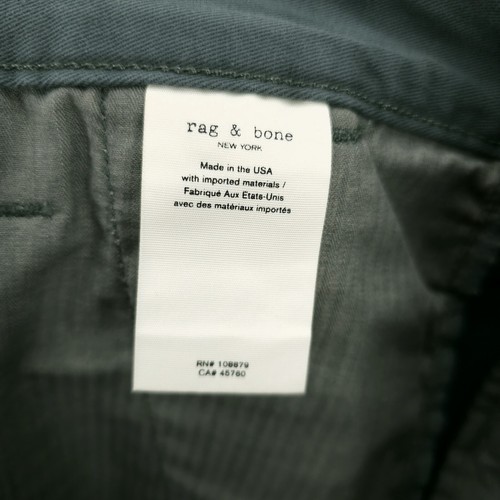 rag & bone
NEW YORK
Made in the USA
with imported materials /
Fabriqué Aux Etats-Unis
avec des matériaux importés
RN# 108879
CA# 45760